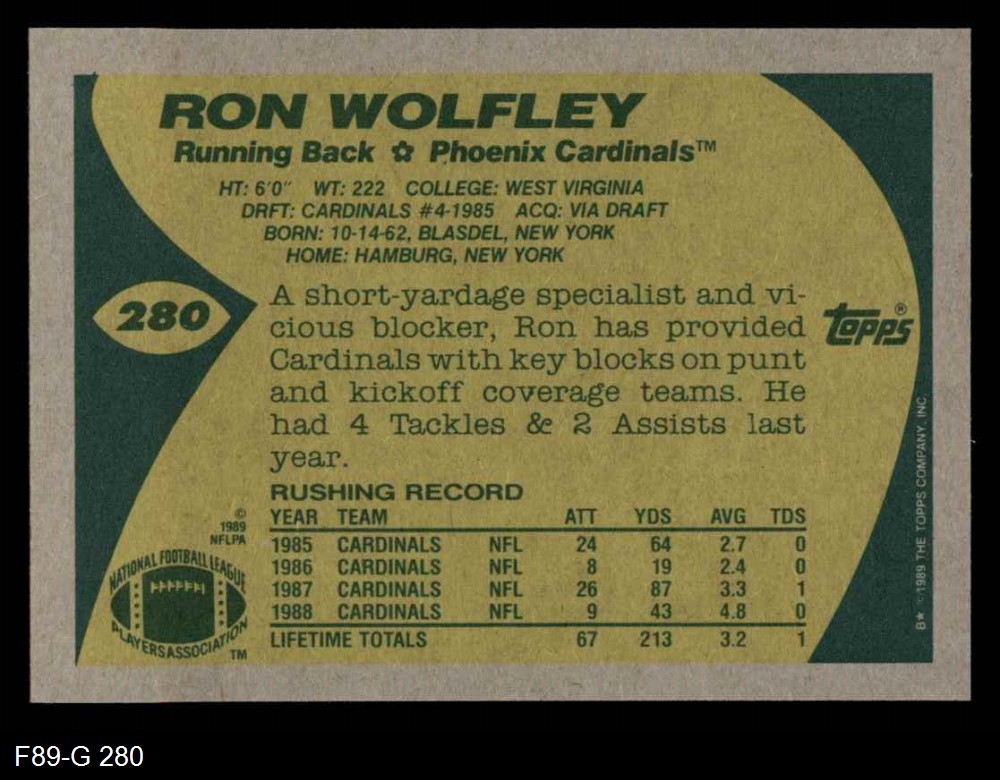 RON WOLFLEY
Running Back ✿ Phoenix Cardinals™
HT: 6'0" WT: 222 COLLEGE: WEST VIRGINIA
DRFT: CARDINALS #4-1985 ACQ: VIA DRAFT
BORN: 10-14-62, BLASDEL, NEW YORK
HOME: HAMBURG, NEW YORK
280
A short-yardage specialist and vi-
cious blocker, Ron has provided
Cardinals with key blocks on punt
and kickoff coverage teams. He
had 4 Tackles & 2 Assists last
year.
topps®
RUSHING RECORD
YEAR TEAM ATT YDS AVG TDS
1985 CARDINALS NFL 24 64 2.7 0
1986 CARDINALS NFL 8 19 2.4 0
1987 CARDINALS NFL 26 87 3.3 1
1988 CARDINALS NFL 9 43 4.8 0
LIFETIME TOTALS 67 213 3.2 1
©
1989
NFLPA
NATIONAL FOOTBALL LEAGUE
PLAYERS ASSOCIATION
™
B* ©1989 THE TOPPS COMPANY, INC.
F89-G 280